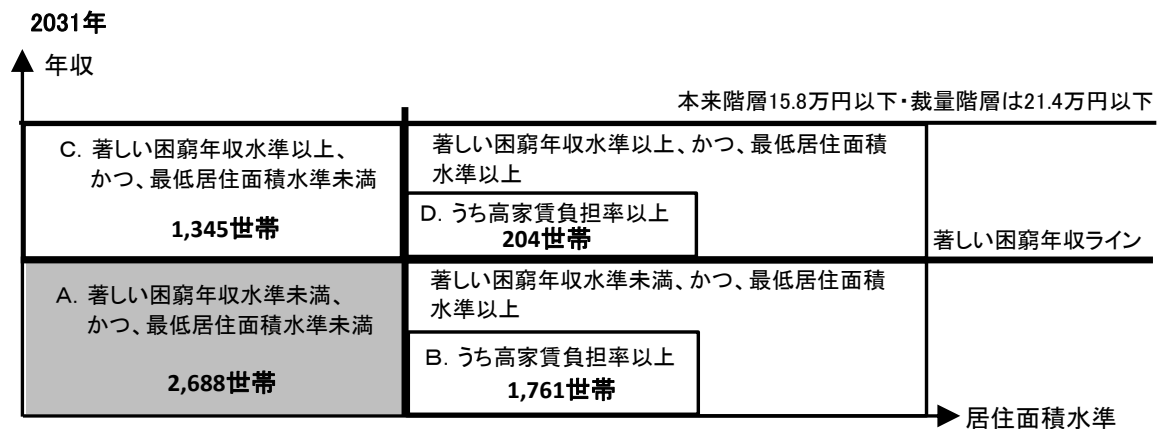 2031年
年収
本来階層15.8万円以下・裁量階層は21.4万円以下
C. 著しい困窮年収水準以上、
かつ、最低居住面積水準未満
1,345世帯
著しい困窮年収水準以上、かつ、最低居住面積
水準以上
D. うち高家賃負担率以上
204世帯
著しい困窮年収ライン
A. 著しい困窮年収水準未満、
かつ、最低居住面積水準未満
2,688世帯
著しい困窮年収水準未満、かつ、最低居住面積
水準以上
B. うち高家賃負担率以上
1,761世帯
居住面積水準